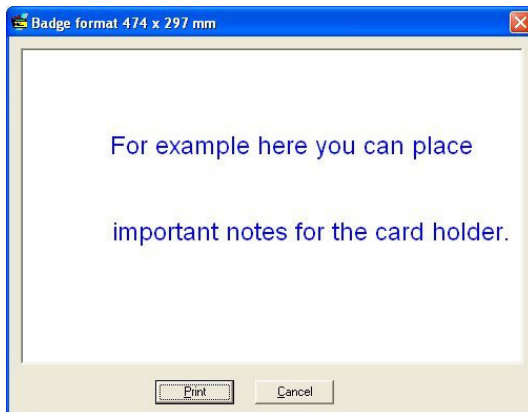 Badge format 474 x 297 mm
For example here you can place
important notes for the card holder.
Print
Cancel